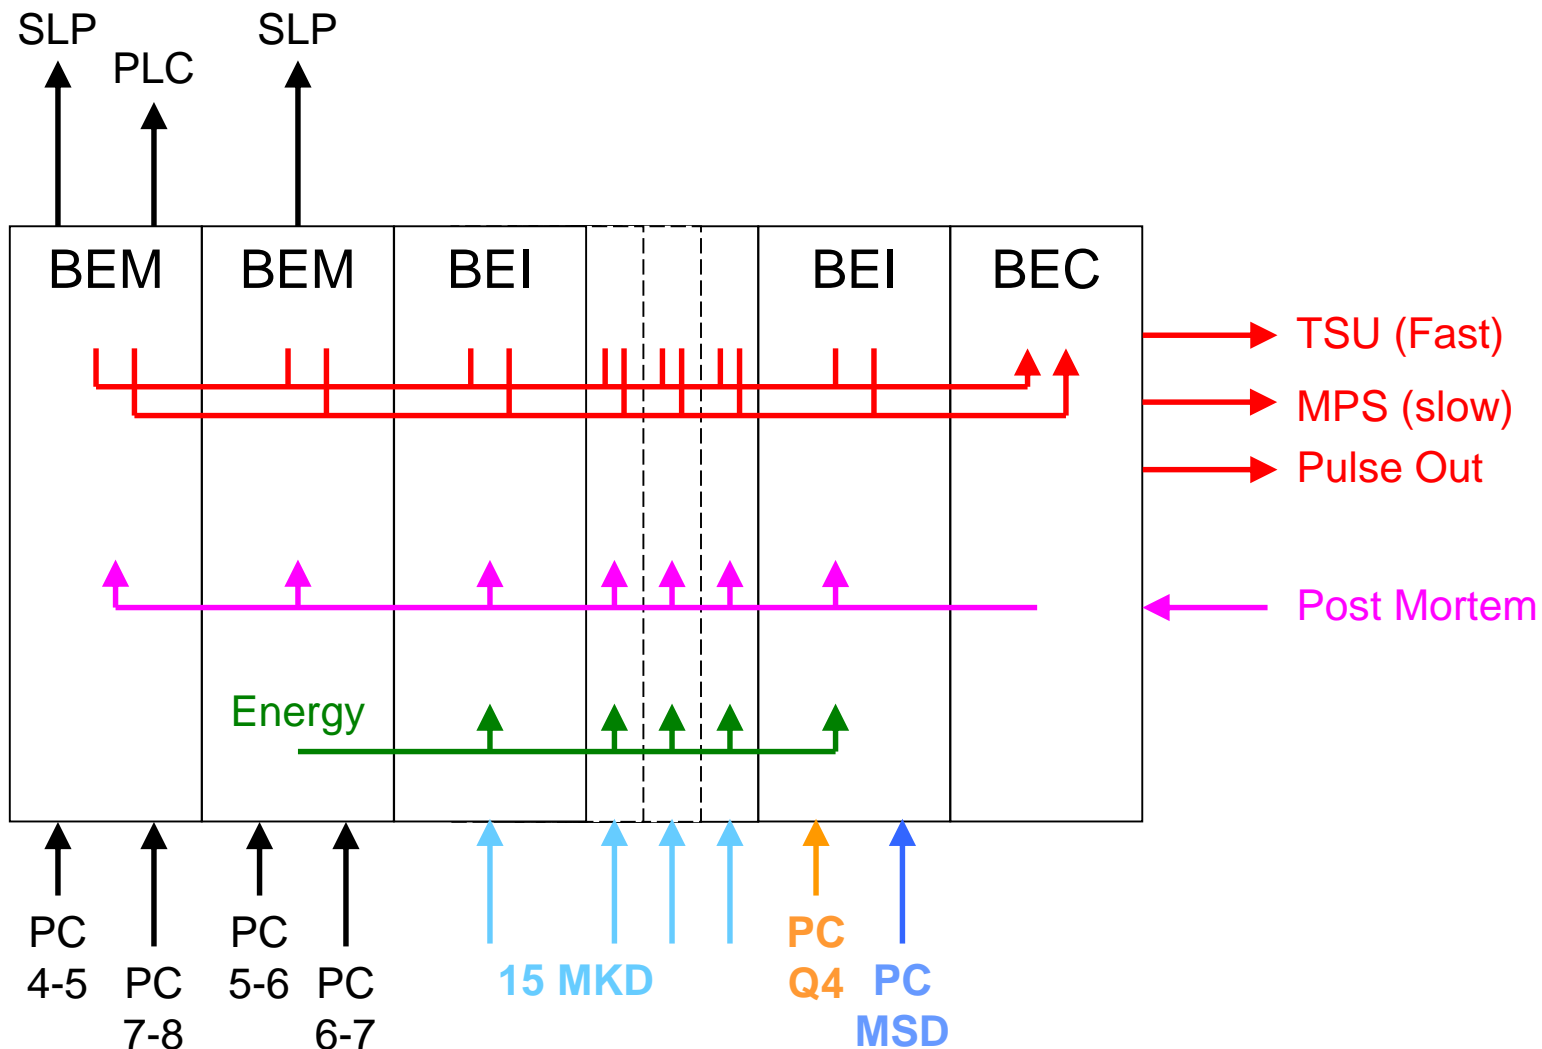 SLP
SLP
PLC
BEM
BEM
BEI
BEI
BEC
TSU (Fast)
MPS (slow)
Pulse Out
Post Mortem
Energy
PC
4-5
PC
7-8
PC
5-6
PC
6-7
15 MKD
PC
Q4
PC
MSD